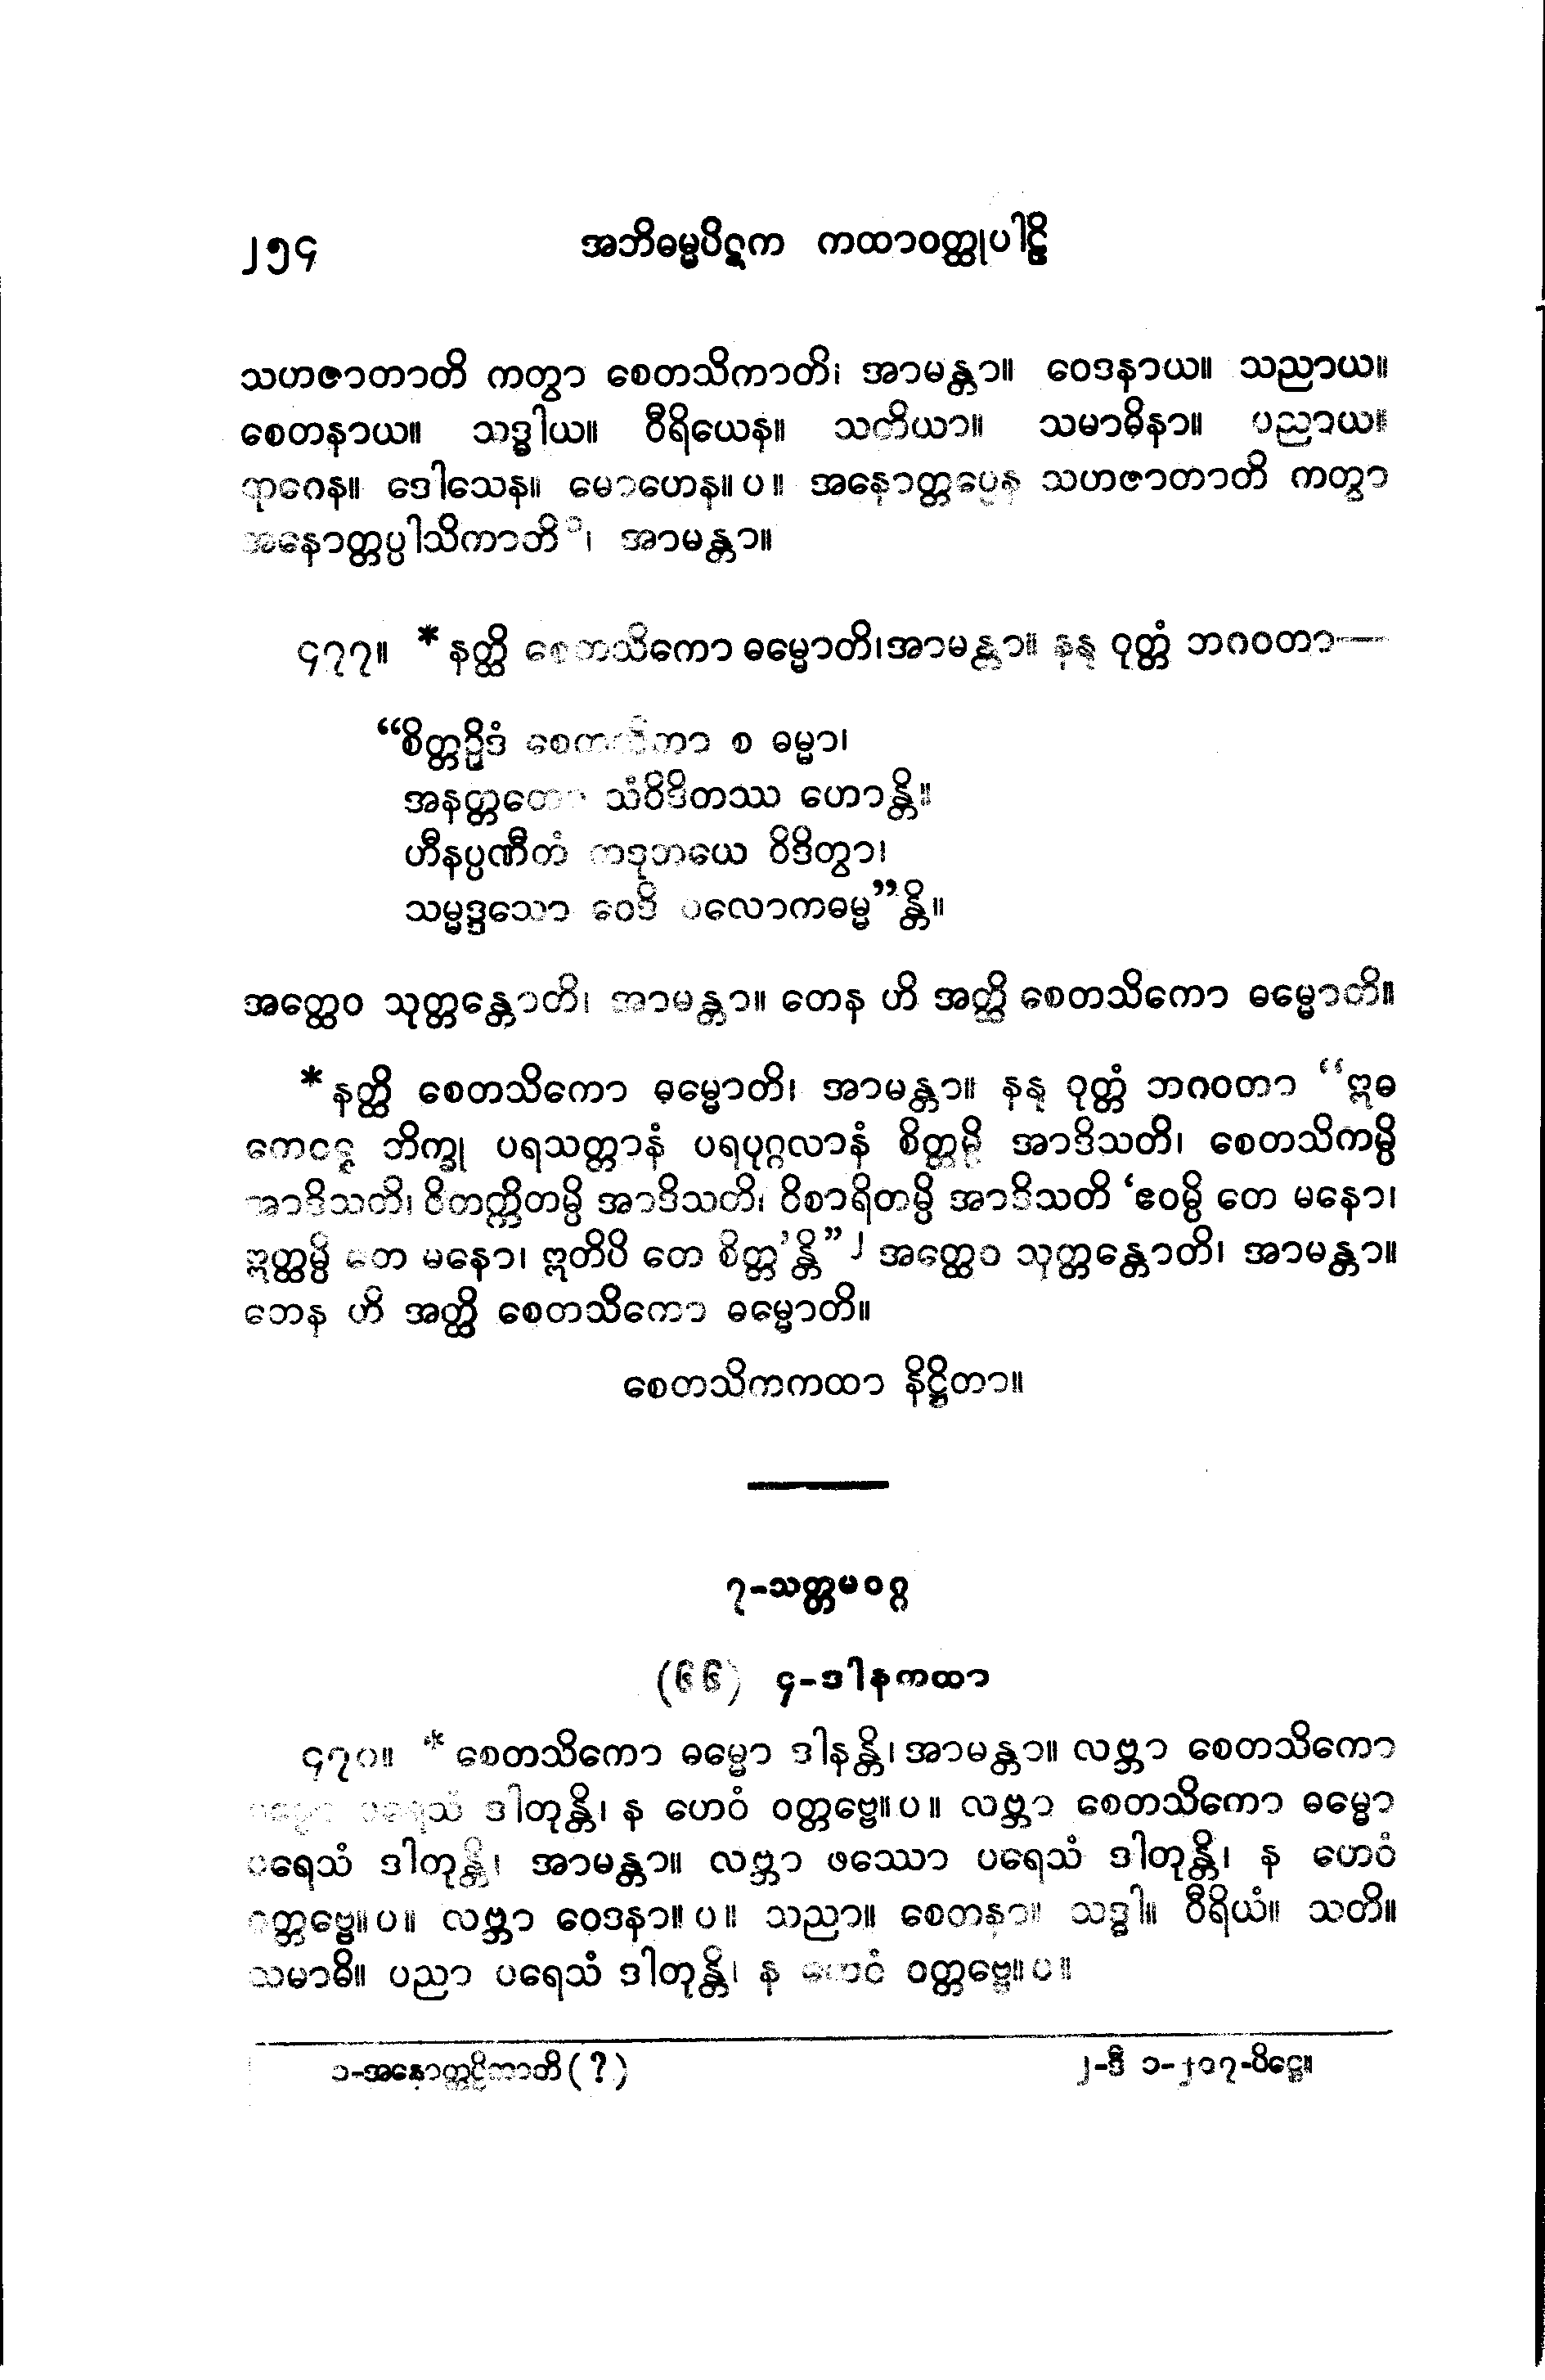 ၂၅၄ အဘိဓမ္မပိဋက ကထာဝတ္ထုပါဠိ
သဟဇာတာတိ ကတွာ စေတသိကာတိ၊ အာမန္တာ။ ဝေဒနာယ။ သညာယ။
စေတနာယ။ သဒ္ဓါယ။ ဝီရိယေန။ သတိယာ။ သမာဓိနာ။ ပညာယ။
ရာဂေန။ ဒေါသေန။ မောဟေန။ ပ။ အနောတ္တပ္ပေန သဟဇာတာတိ ကတွာ
အနောတ္တပ္ပါသိကာတိ၁၊ အာမန္တာ။
၄၇၇။ *နတ္ထိ စေတသိကော ဓမ္မောတိ၊ အာမန္တာ။ နနု ဝုတ္တံ ဘဂဝတာ—
“စိတ္တဉှိဒံ စေတသိကာ စ ဓမ္မာ၊
အနတ္တတော သံဝိဒိတဿ ဟောန္တိ။
ဟီနပ္ပဏီတံ တဒုဘယေ ဝိဒိတွာ၊
သမ္မဒ္ဒသော ဝေဒိ ပလောကဓမ္မ”န္တိ။
အတ္ထေဝ သုတ္တန္တောတိ၊ အာမန္တာ။ တေန ဟိ အတ္ထိ စေတသိကော ဓမ္မောတိ။
*နတ္ထိ စေတသိကော ဓမ္မောတိ၊ အာမန္တာ။ နနု ဝုတ္တံ ဘဂဝတာ “ဣဓ
ကေဝဋ္ဋ ဘိက္ခု ပရသတ္တာနံ ပရပုဂ္ဂလာနံ စိတ္တမ္ပိ အာဒိသတိ၊ စေတသိကမ္ပိ
အာဒိသတိ၊ ဝိတက္ကိတမ္ပိ အာဒိသတိ၊ ဝိစာရိတမ္ပိ အာဒိသတိ ‘ဧဝမ္ပိ တေ မနော၊
ဣတ္ထမ္ပိ တေ မနော၊ ဣတိပိ တေ စိတ္တ’န္တိ”၂ အတ္ထေဝ သုတ္တန္တောတိ၊ အာမန္တာ။
တေန ဟိ အတ္ထိ စေတသိကော ဓမ္မောတိ။
စေတသိကကထာ နိဋ္ဌိတာ။
၇-သတ္တမဝဂ္ဂ
(၆၆) ၄-ဒါနကထာ
၄၇၈။ *စေတသိကော ဓမ္မော ဒါနန္တိ၊ အာမန္တာ။ လဗ္ဘာ စေတသိကော
ဓမ္မော ပရေသံ ဒါတုန္တိ၊ န ဟေဝံ ဝတ္တဗ္ဗေ။ ပ။ လဗ္ဘာ စေတသိကော ဓမ္မော
ပရေသံ ဒါတုန္တိ၊ အာမန္တာ။ လဗ္ဘာ ဖဿော ပရေသံ ဒါတုန္တိ၊ န ဟေဝံ
ဝတ္တဗ္ဗေ။ ပ။ လဗ္ဘာ ဝေဒနာ။ ပ။ သညာ။ စေတနာ။ သဒ္ဓါ။ ဝီရိယံ။ သတိ။
သမာဓိ။ ပညာ ပရေသံ ဒါတုန္တိ၊ န ဟေဝံ ဝတ္တဗ္ဗေ။ ပ။
၁-အနောတ္တပ္ပိကာတိ (?) ၂-ဒီ ၁-၂၁၇-ပိဋ္ဌေ။